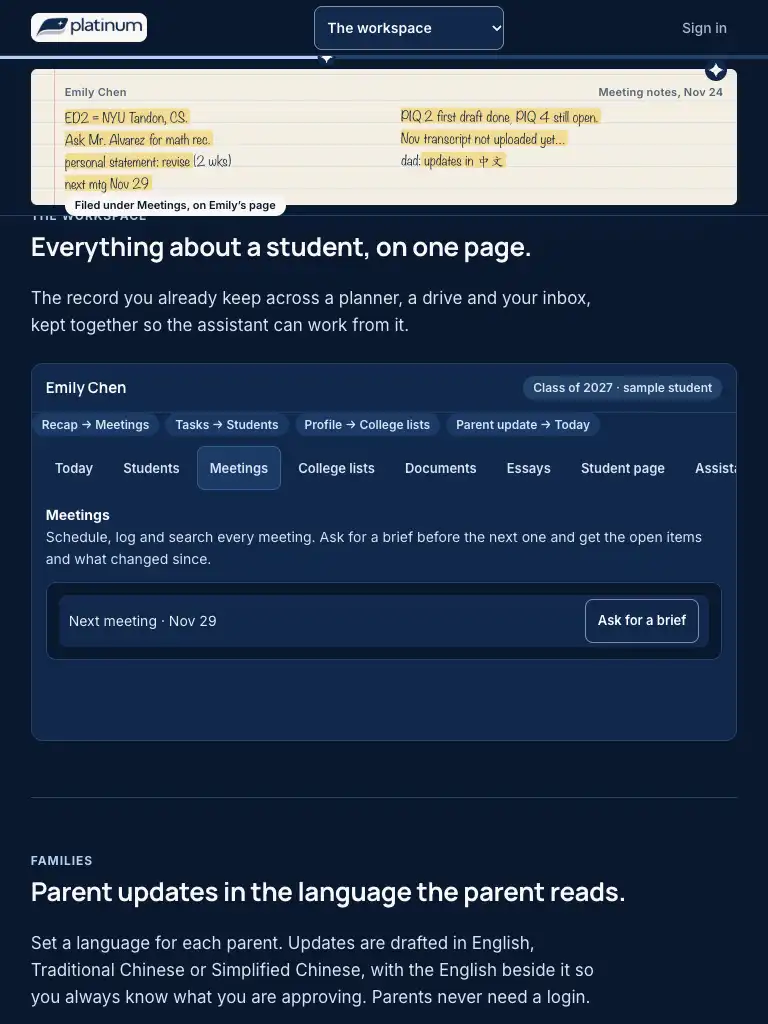 platinum
The workspace
Sign in
Emily Chen
Meeting notes, Nov 24
ED2 = NYU Tandon, CS.
Ask Mr. Alvarez for math rec.
personal statement: revise (2 wks)
next mtg Nov 29
PIQ 2 first draft done, PIQ 4 still open.
Nov transcript not uploaded yet...
dad: updates in 中文
Filed under Meetings, on Emily's page
THE WORKSPACE
Everything about a student, on one page.
The record you already keep across a planner, a drive and your inbox,
kept together so the assistant can work from it.
Emily Chen
Class of 2027 · sample student
Recap → Meetings
Tasks → Students
Profile → College lists
Parent update → Today
Today
Students
Meetings
College lists
Documents
Essays
Student page
Meetings
Schedule, log and search every meeting. Ask for a brief before the next one and get the open items
and what changed since.
Next meeting · Nov 29
Ask for a brief
FAMILIES
Parent updates in the language the parent reads.
Set a language for each parent. Updates are drafted in English,
Traditional Chinese or Simplified Chinese, with the English beside it so
you always know what you are approving. Parents never need a login.